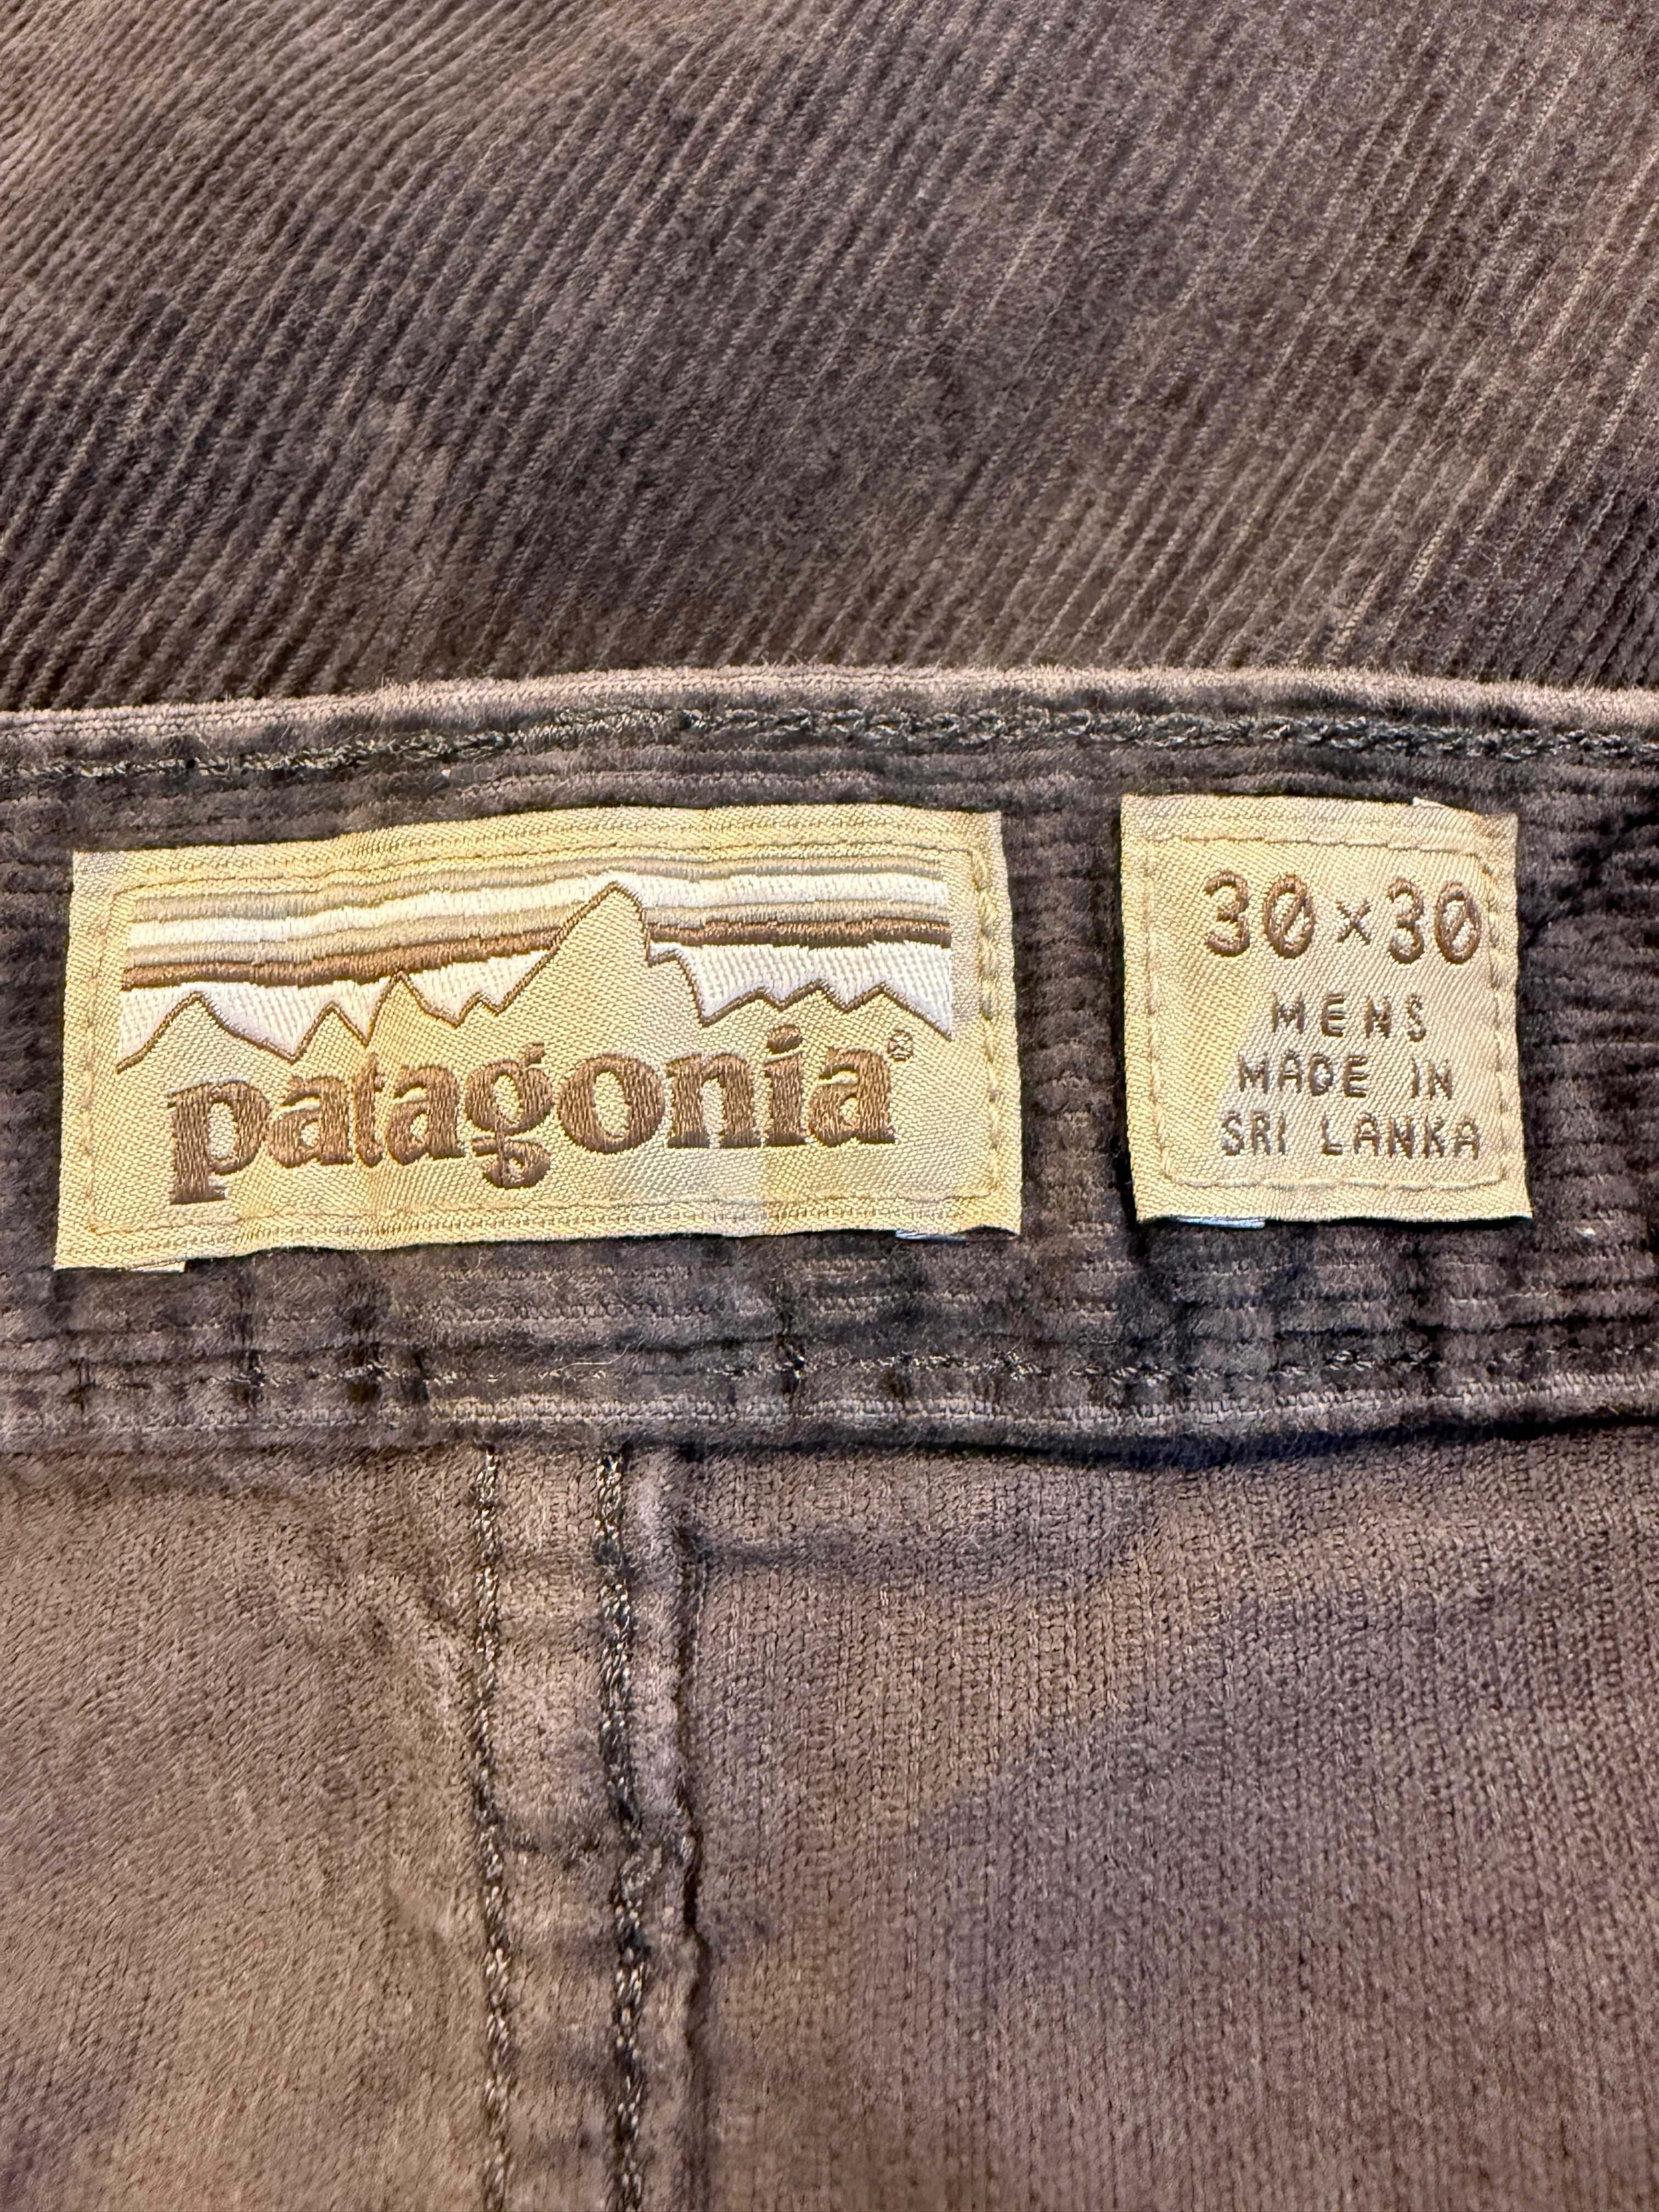 patagonia®
30×30
MENS
MADE IN
SRI LANKA